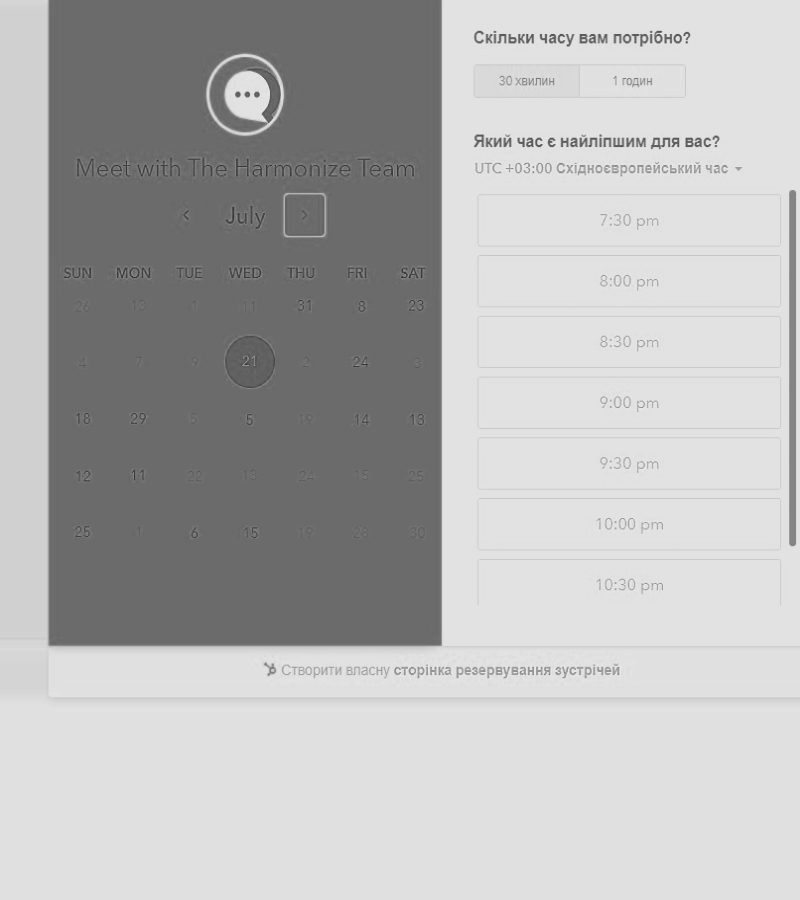 Meet with The Harmonize Team
July
SUN MON TUE WED THU FRI SAT
26 13 1 11 31 8 23
4 7 9 21 2 24 3
18 29 5 5 19 14 13
12 11 22 13 24 15 25
25 1 6 15 19 28 30
Скільки часу вам потрібно?
30 хвилин 1 годин
Який час є найліпшим для вас?
UTC +03:00 Східноєвропейський час
7:30 pm
8:00 pm
8:30 pm
9:00 pm
9:30 pm
10:00 pm
10:30 pm
Створити власну сторінка резервування зустрічей